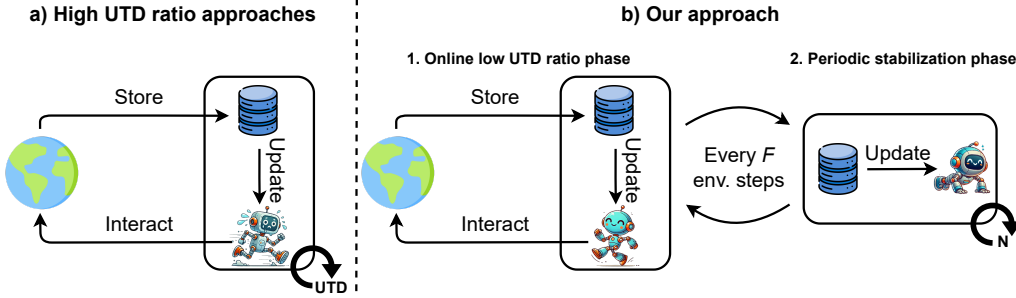 a) High UTD ratio approaches
Store
Update
Interact
UTD
b) Our approach
1. Online low UTD ratio phase
Store
Update
Interact
Every F
env. steps
2. Periodic stabilization phase
Update
N